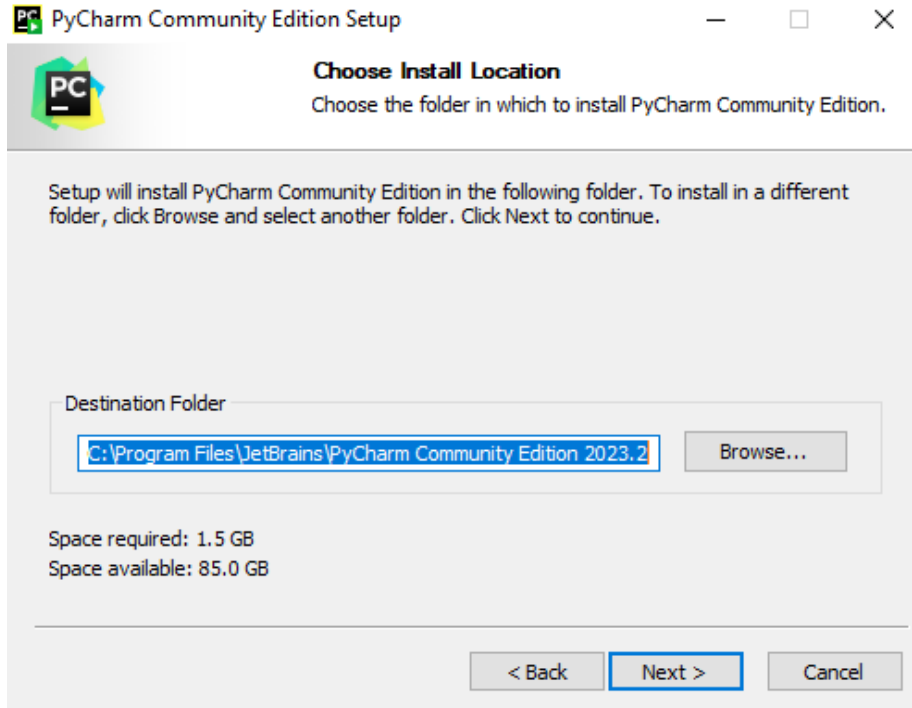 PyCharm Community Edition Setup
PC
Choose Install Location
Choose the folder in which to install PyCharm Community Edition.
Setup will install PyCharm Community Edition in the following folder. To install in a different
folder, click Browse and select another folder. Click Next to continue.
Destination Folder
C:\Program Files\JetBrains\PyCharm Community Edition 2023.2
Browse...
Space required: 1.5 GB
Space available: 85.0 GB
< Back Next > Cancel